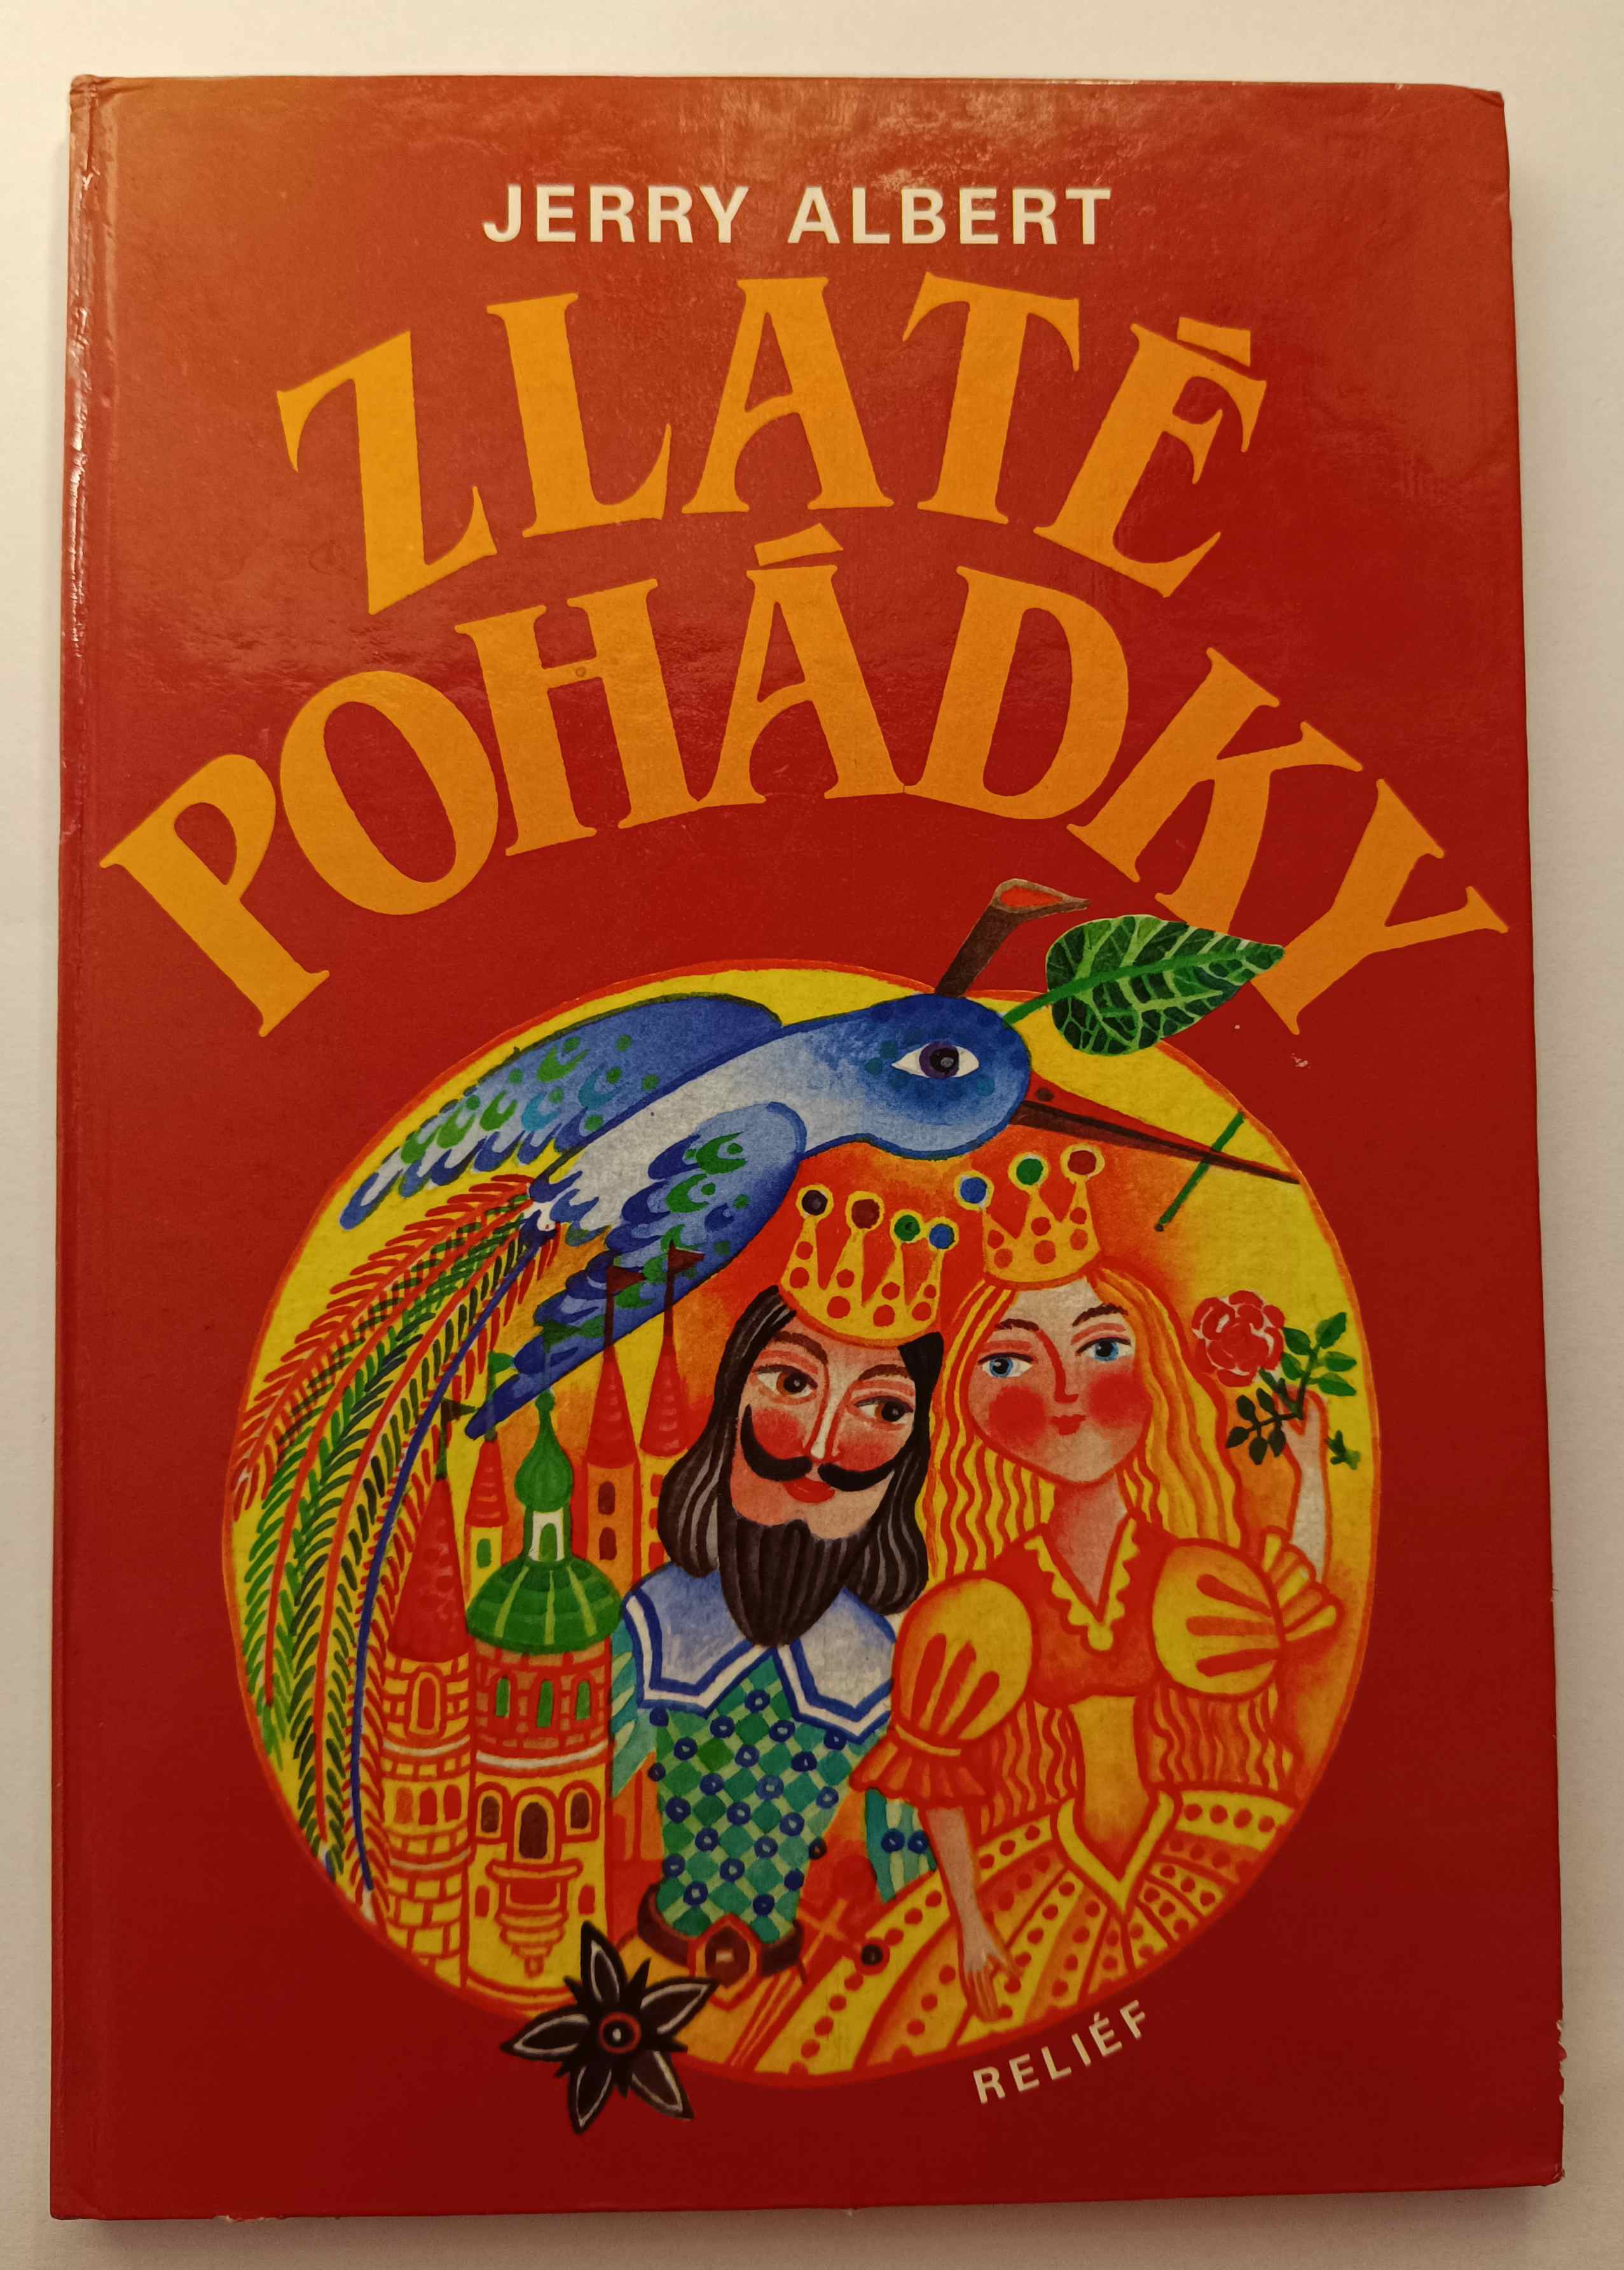 JERRY ALBERT
ZLATÉ
POHÁDKY
RELIÉF